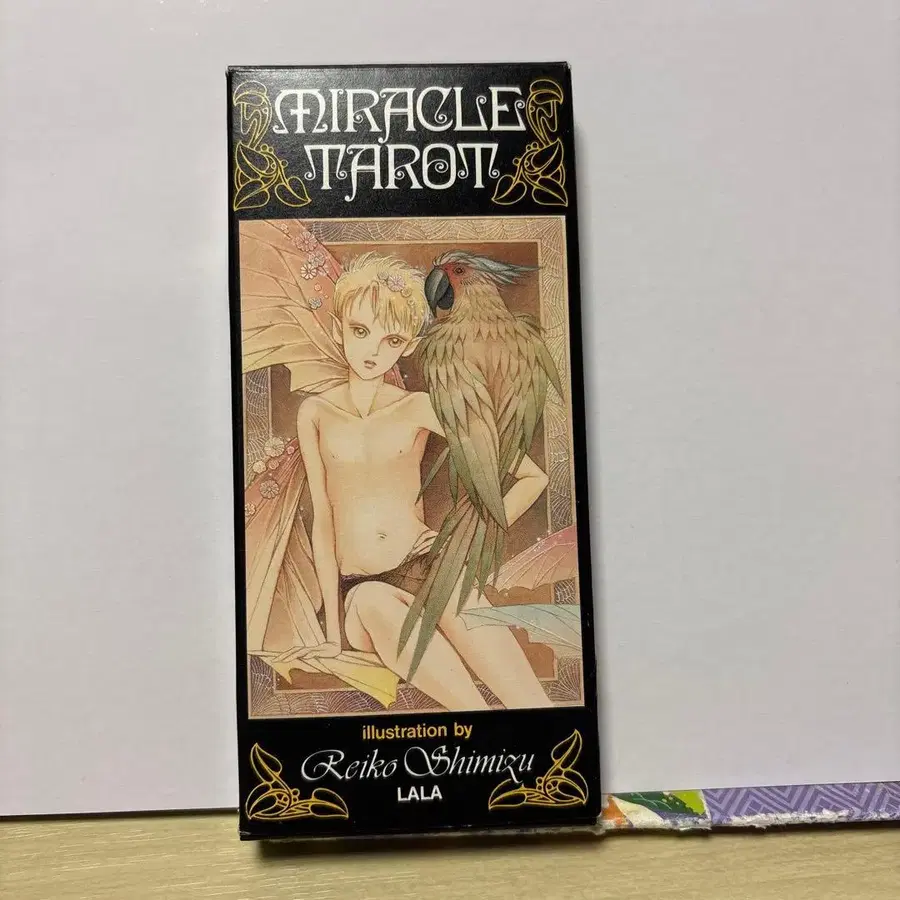 MIRACLE
TAROT
illustration by
Reiko Shimizu
LALA